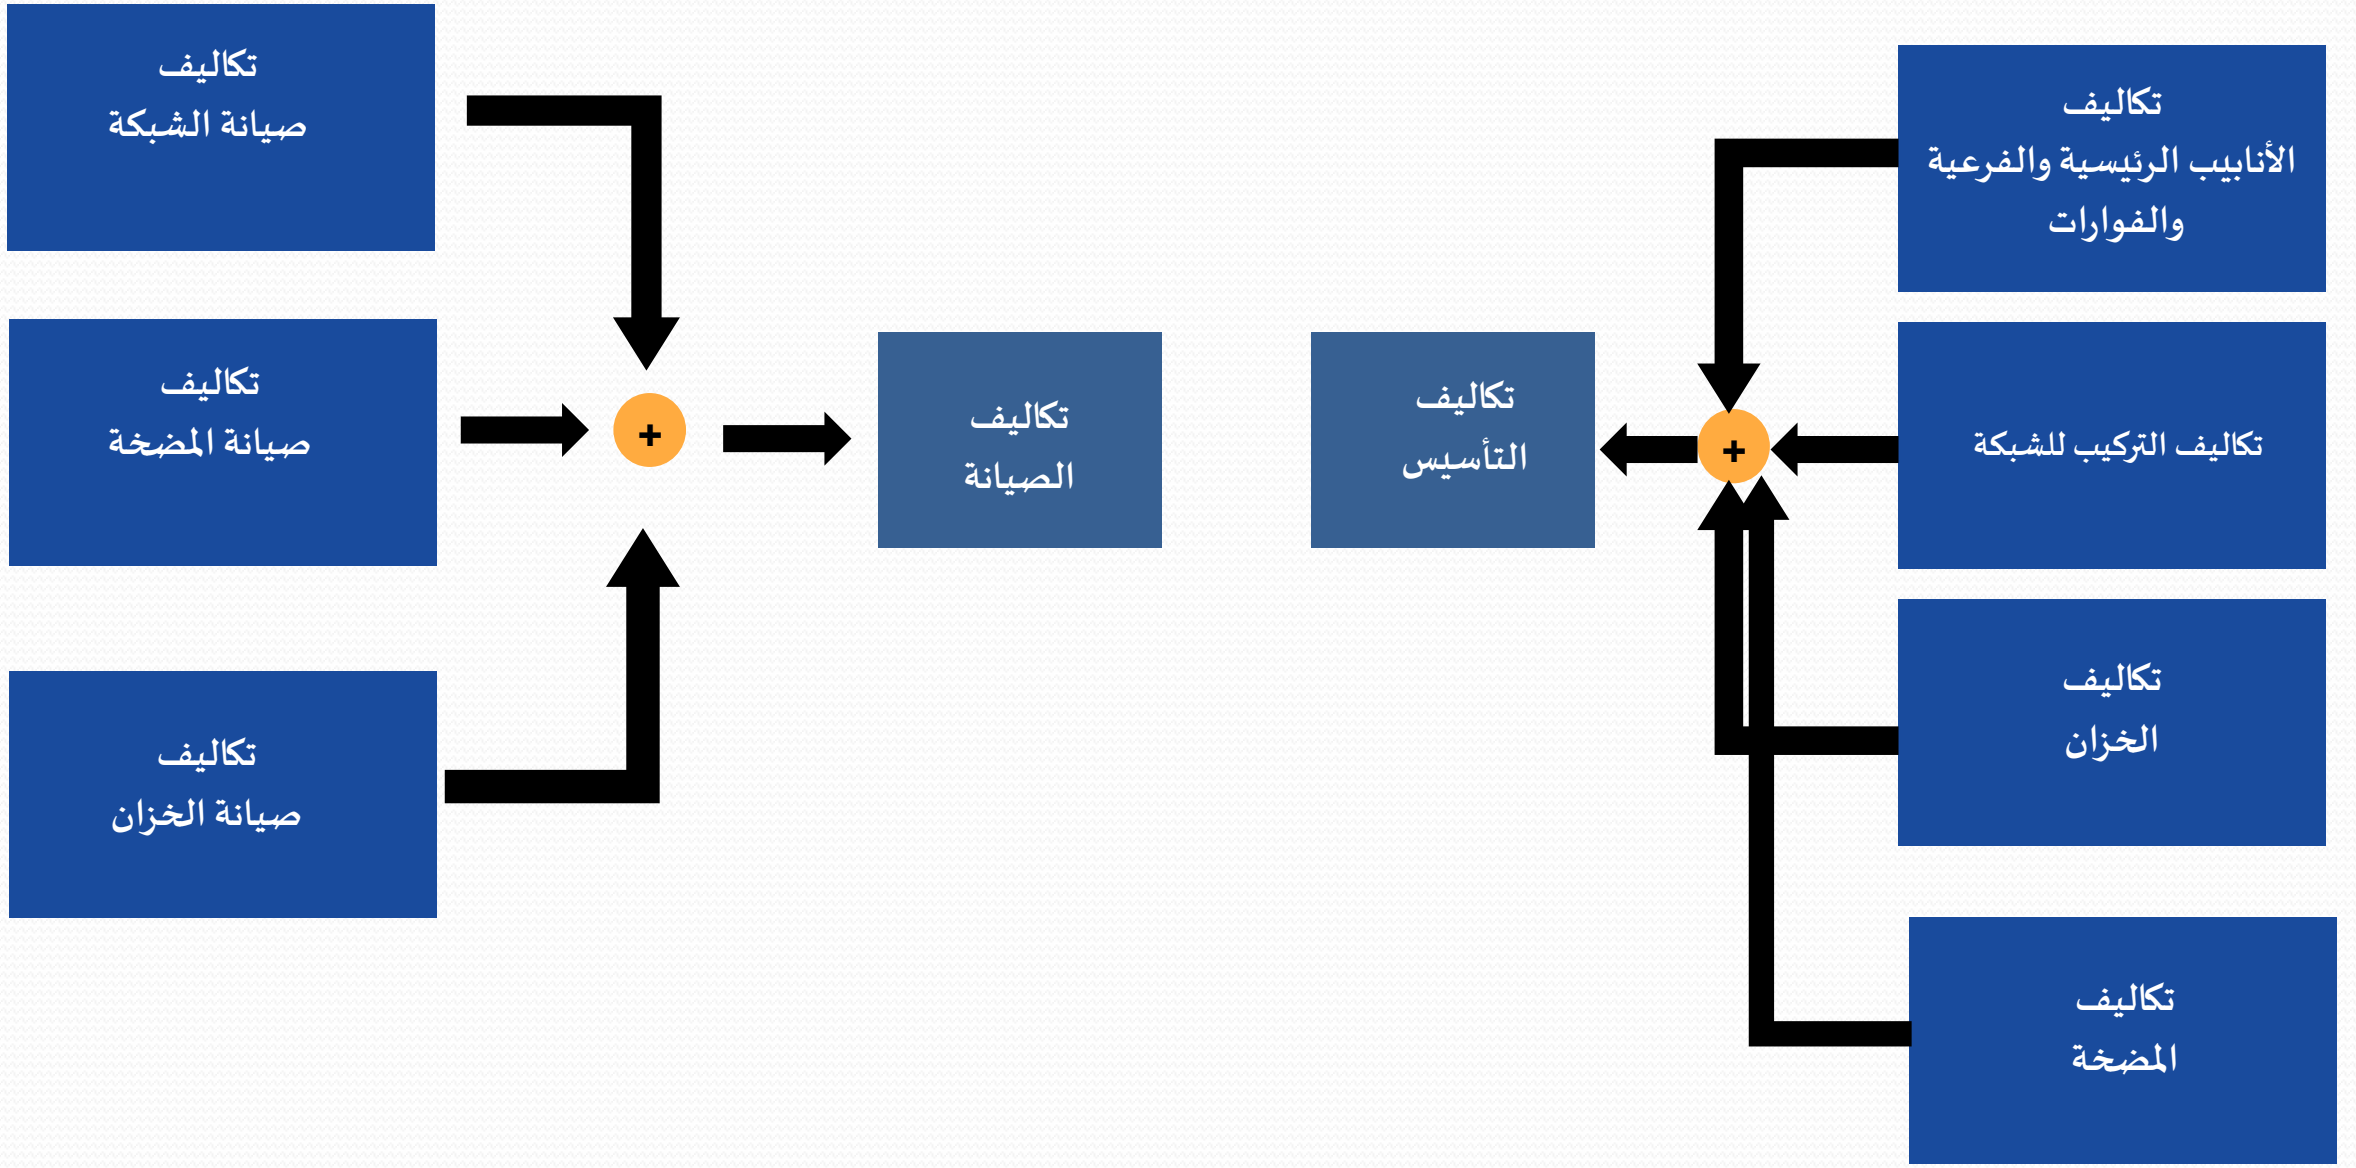 تكاليف
الأنابيب الرئيسية والفرعية
والفوارات
تكاليف التركيب للشبكة
تكاليف
الخزان
تكاليف
المضخة
+
تكاليف
التأسيس
تكاليف
الصيانة
+
تكاليف
صيانة الشبكة
تكاليف
صيانة المضخة
تكاليف
صيانة الخزان